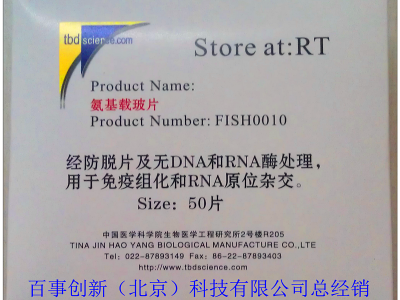 tbdscience.com
Store at:RT
Product Name:
氨基载玻片
Product Number: FISH0010
经防脱片及无DNA和RNA酶处理，
用于免疫组化和RNA原位杂交。
Size: 50片
中国医学科学院生物医学工程研究所2号楼R205
TINA JIN HAO YANG BIOLOGICAL MANUFACTURE CO.,LTD
Tel：022-87893149 Fax：86-22-87893403
http://www.tbdscience.com
百事创新（北京）科技有限公司总经销